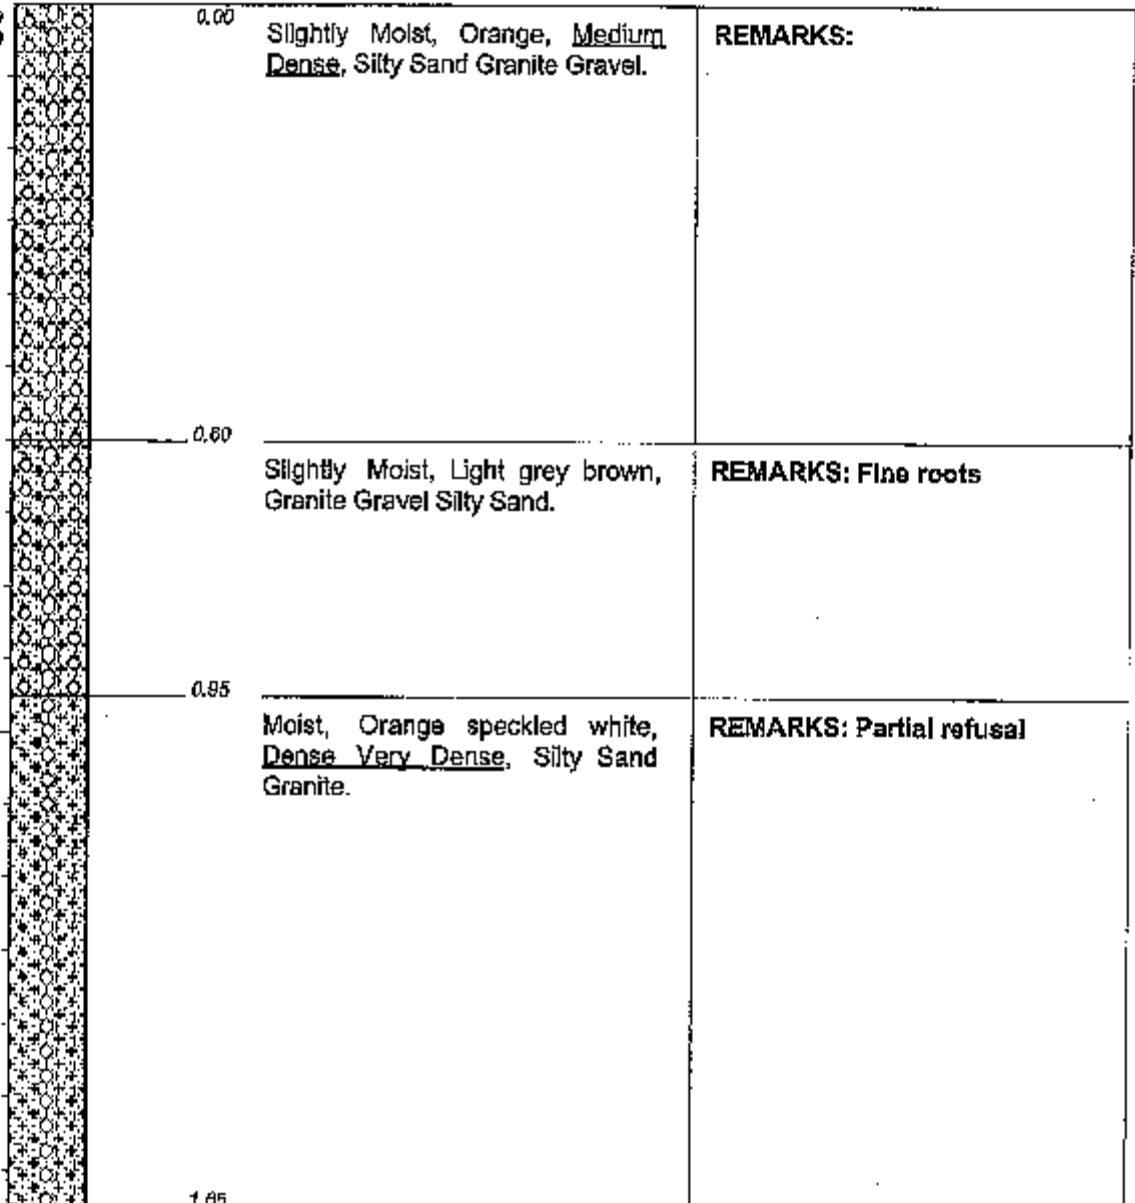 0.00
Slightly Moist, Orange, Medium
Dense, Silty Sand Granite Gravel.
REMARKS:
0.60
Slightly Moist, Light grey brown,
Granite Gravel Silty Sand.
REMARKS: Fine roots
0.95
Moist, Orange speckled white,
Dense Very Dense, Silty Sand
Granite.
REMARKS: Partial refusal